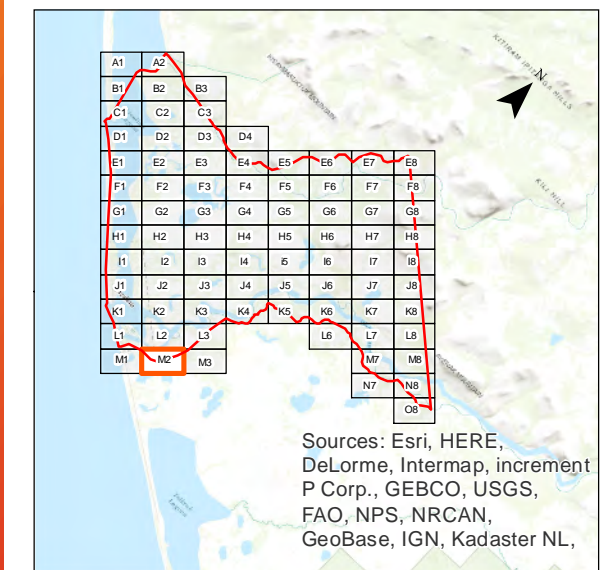 KITIRAM IPITINGA HILLS
N
A1 A2
B1 B2 B3
C1 C2 C3
D1 D2 D3 D4
E1 E2 E3 E4 E5 E6 E7 E8
F1 F2 F3 F4 F5 F6 F7 F8
G1 G2 G3 G4 G5 G6 G7 G8
H1 H2 H3 H4 H5 H6 H7 H8
I1 I2 I3 I4 I5 I6 I7 I8
J1 J2 J3 J4 J5 J6 J7 J8
K1 K2 K3 K4 K5 K6 K7 K8
L1 L2 L3 L6 L7 L8
M1 M2 M3 M7 M8
N7 N8
O8
Sources: Esri, HERE,
DeLorme, Intermap, increment
P Corp., GEBCO, USGS,
FAO, NPS, NRCAN,
GeoBase, IGN, Kadaster NL,